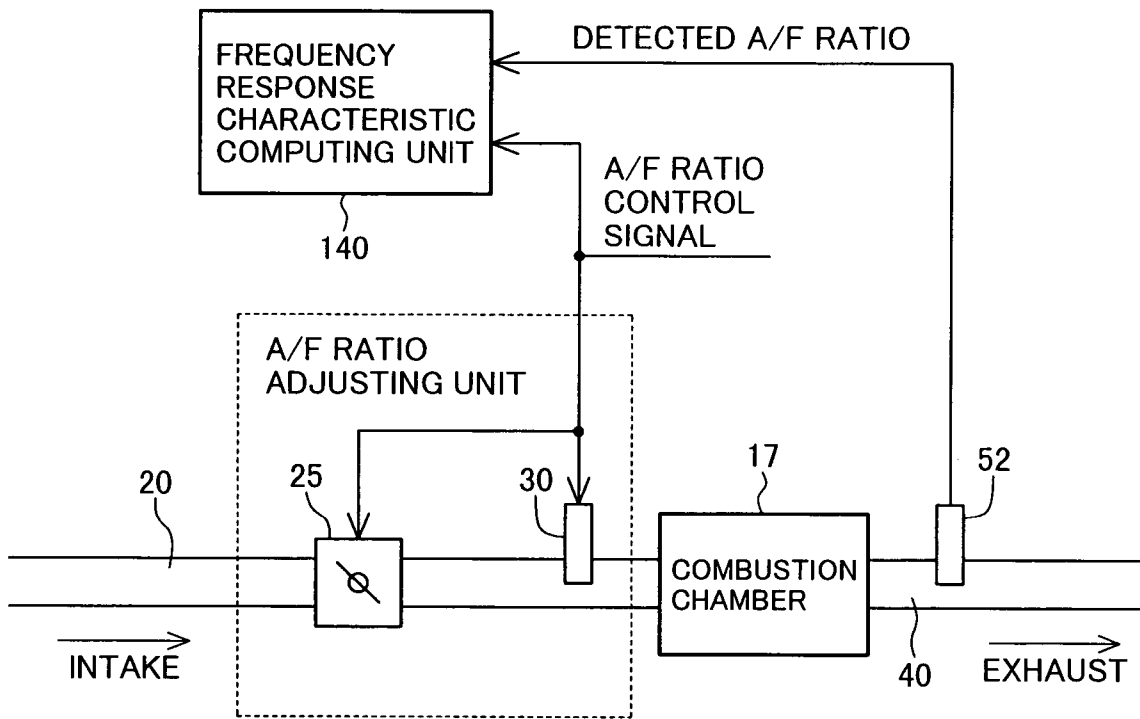 FREQUENCY
RESPONSE
CHARACTERISTIC
COMPUTING UNIT
DETECTED A/F RATIO
140
A/F RATIO
CONTROL
SIGNAL
A/F RATIO
ADJUSTING UNIT
20
25
30
17
52
COMBUSTION
CHAMBER
INTAKE
40
EXHAUST